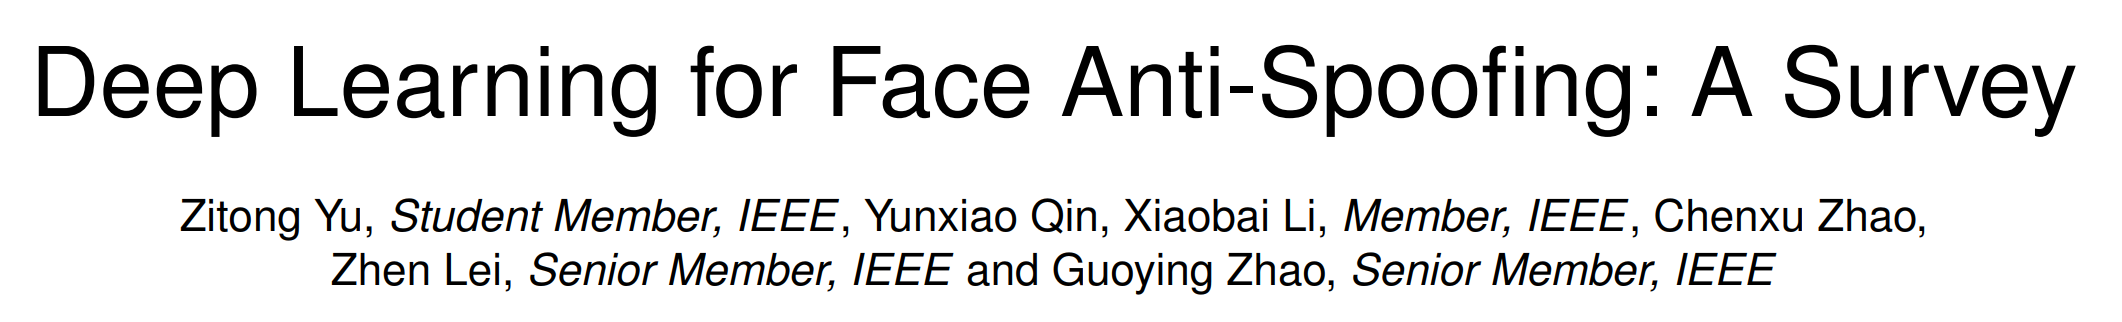 Deep Learning for Face Anti-Spoofing: A Survey
Zitong Yu, Student Member, IEEE, Yunxiao Qin, Xiaobai Li, Member, IEEE, Chenxu Zhao,
Zhen Lei, Senior Member, IEEE and Guoying Zhao, Senior Member, IEEE